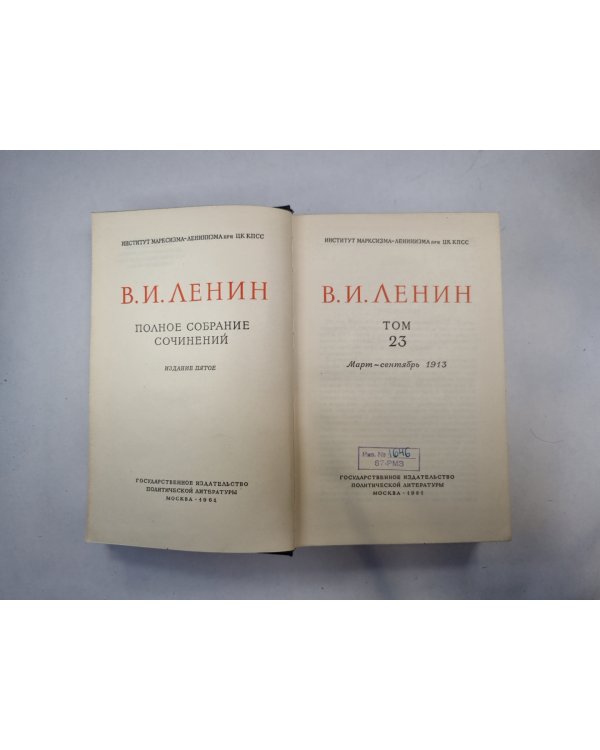 ИНСТИТУТ МАРКСИЗМА-ЛЕНИНИЗМА при ЦК КПСС
В. И. ЛЕНИН
ПОЛНОЕ СОБРАНИЕ
СОЧИНЕНИЙ
ИЗДАНИЕ ПЯТОЕ
ГОСУДАРСТВЕННОЕ ИЗДАТЕЛЬСТВО
ПОЛИТИЧЕСКОЙ ЛИТЕРАТУРЫ
МОСКВА · 1961
ИНСТИТУТ МАРКСИЗМА-ЛЕНИНИЗМА при ЦК КПСС
В. И. ЛЕНИН
ТОМ
23
Март ~ сентябрь 1913
Инв. № 1646
67-РМЗ
ГОСУДАРСТВЕННОЕ ИЗДАТЕЛЬСТВО
ПОЛИТИЧЕСКОЙ ЛИТЕРАТУРЫ
МОСКВА · 1961